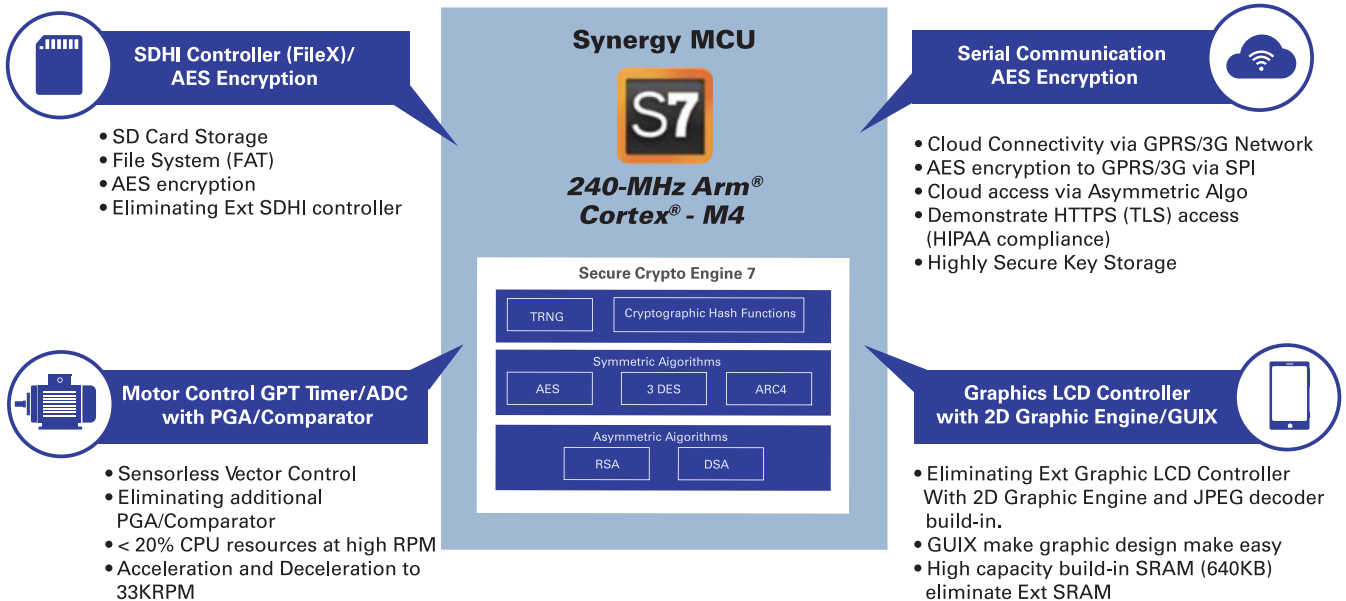 SDHI Controller (FileX)/
AES Encryption
• SD Card Storage
• File System (FAT)
• AES encryption
• Eliminating Ext SDHI controller
Synergy MCU
S7
240-MHz Arm®
Cortex® - M4
Secure Crypto Engine 7
TRNG
Cryptographic Hash Functions
Symmetric Algorithms
AES
3 DES
ARC4
Asymmetric Algorithms
RSA
DSA
Serial Communication
AES Encryption
• Cloud Connectivity via GPRS/3G Network
• AES encryption to GPRS/3G via SPI
• Cloud access via Asymmetric Algo
• Demonstrate HTTPS (TLS) access
(HIPAA compliance)
• Highly Secure Key Storage
Motor Control GPT Timer/ADC
with PGA/Comparator
• Sensorless Vector Control
• Eliminating additional
PGA/Comparator
• < 20% CPU resources at high RPM
• Acceleration and Deceleration to
33KRPM
Graphics LCD Controller
with 2D Graphic Engine/GUIX
• Eliminating Ext Graphic LCD Controller
With 2D Graphic Engine and JPEG decoder
build-in.
• GUIX make graphic design make easy
• High capacity build-in SRAM (640KB)
eliminate Ext SRAM